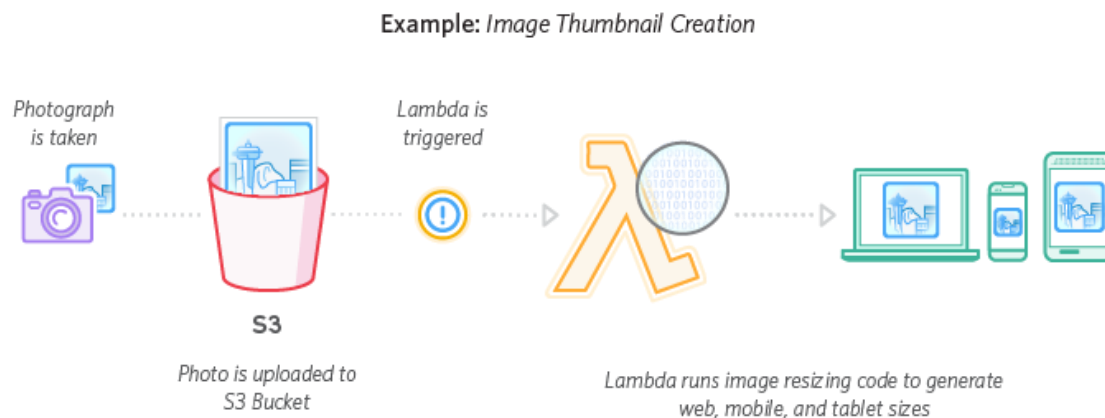 Example: Image Thumbnail Creation
Photograph
is taken
Lambda is
triggered
S3
Photo is uploaded to
S3 Bucket
Lambda runs image resizing code to generate
web, mobile, and tablet sizes